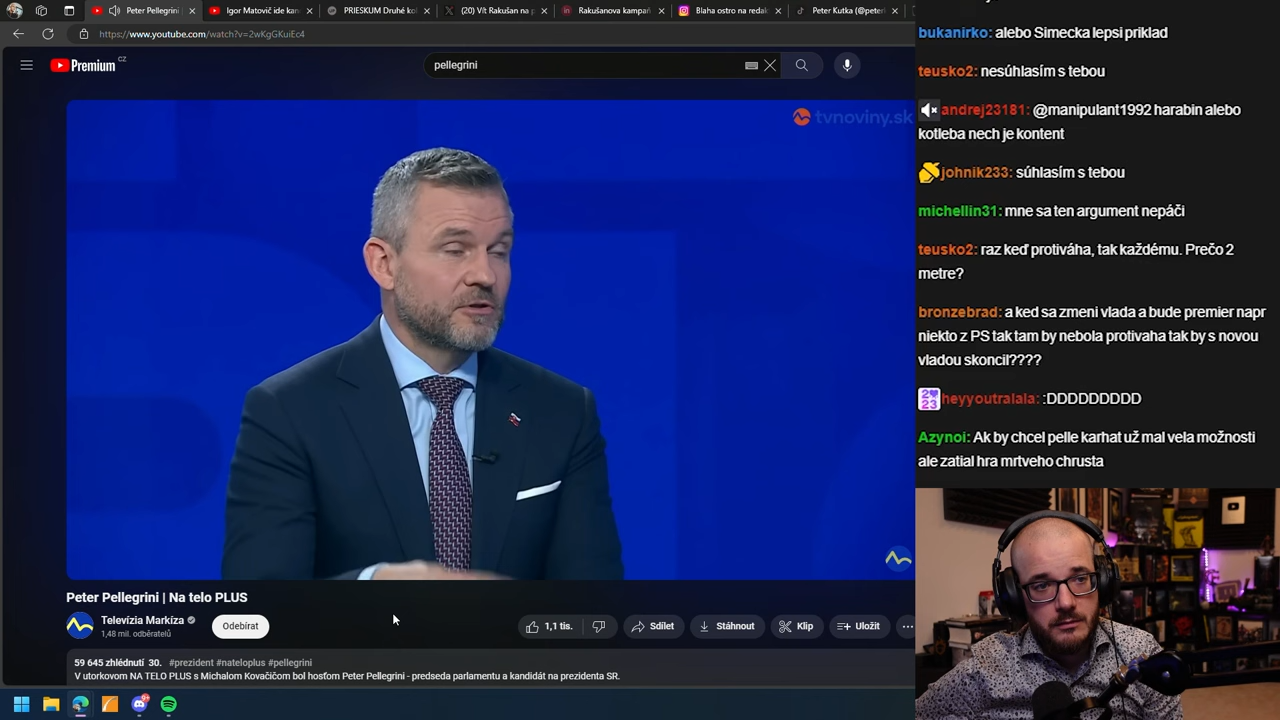 Peter Pellegrini |
Igor Matovič ide kan
PRIESKUM Druhé kol
(20) Vít Rakušan na p
Rakušanova kampaň
Blaha ostro na redak
Peter Kutka (@peter
https://www.youtube.com/watch?v=2wKgGKuiEc4
Premium CZ
pellegrini
tvnoviny.sk
Peter Pellegrini | Na telo PLUS
Televízia Markíza
1,48 mil. odběratelů
Odebírat
1,1 tis.
Sdílet
Stáhnout
Klip
Uložit
59 645 zhlédnutí 30. #prezident #nateloplus #pellegrini
V utorkovom NA TELO PLUS s Michalom Kovačičom bol hosťom Peter Pellegrini - predseda parlamentu a kandidát na prezidenta SR.
bukanirko: alebo Simecka lepsi priklad
teusko2: nesúhlasím s tebou
andrej23181: @manipulant1992 harabin alebo
kotleba nech je kontent
johnik233: súhlasím s tebou
michellin31: mne sa ten argument nepáči
teusko2: raz keď protiváha, tak každému. Prečo 2
metre?
bronzebrad: a ked sa zmeni vlada a bude premier napr
niekto z PS tak tam by nebola protivaha tak by s novou
vladou skoncil????
2023
heyyoutralala: :DDDDDDDDD
Azynoi: Ak by chcel pelle karhat už mal vela možnosti
ale zatial hra mrtveho chrusta